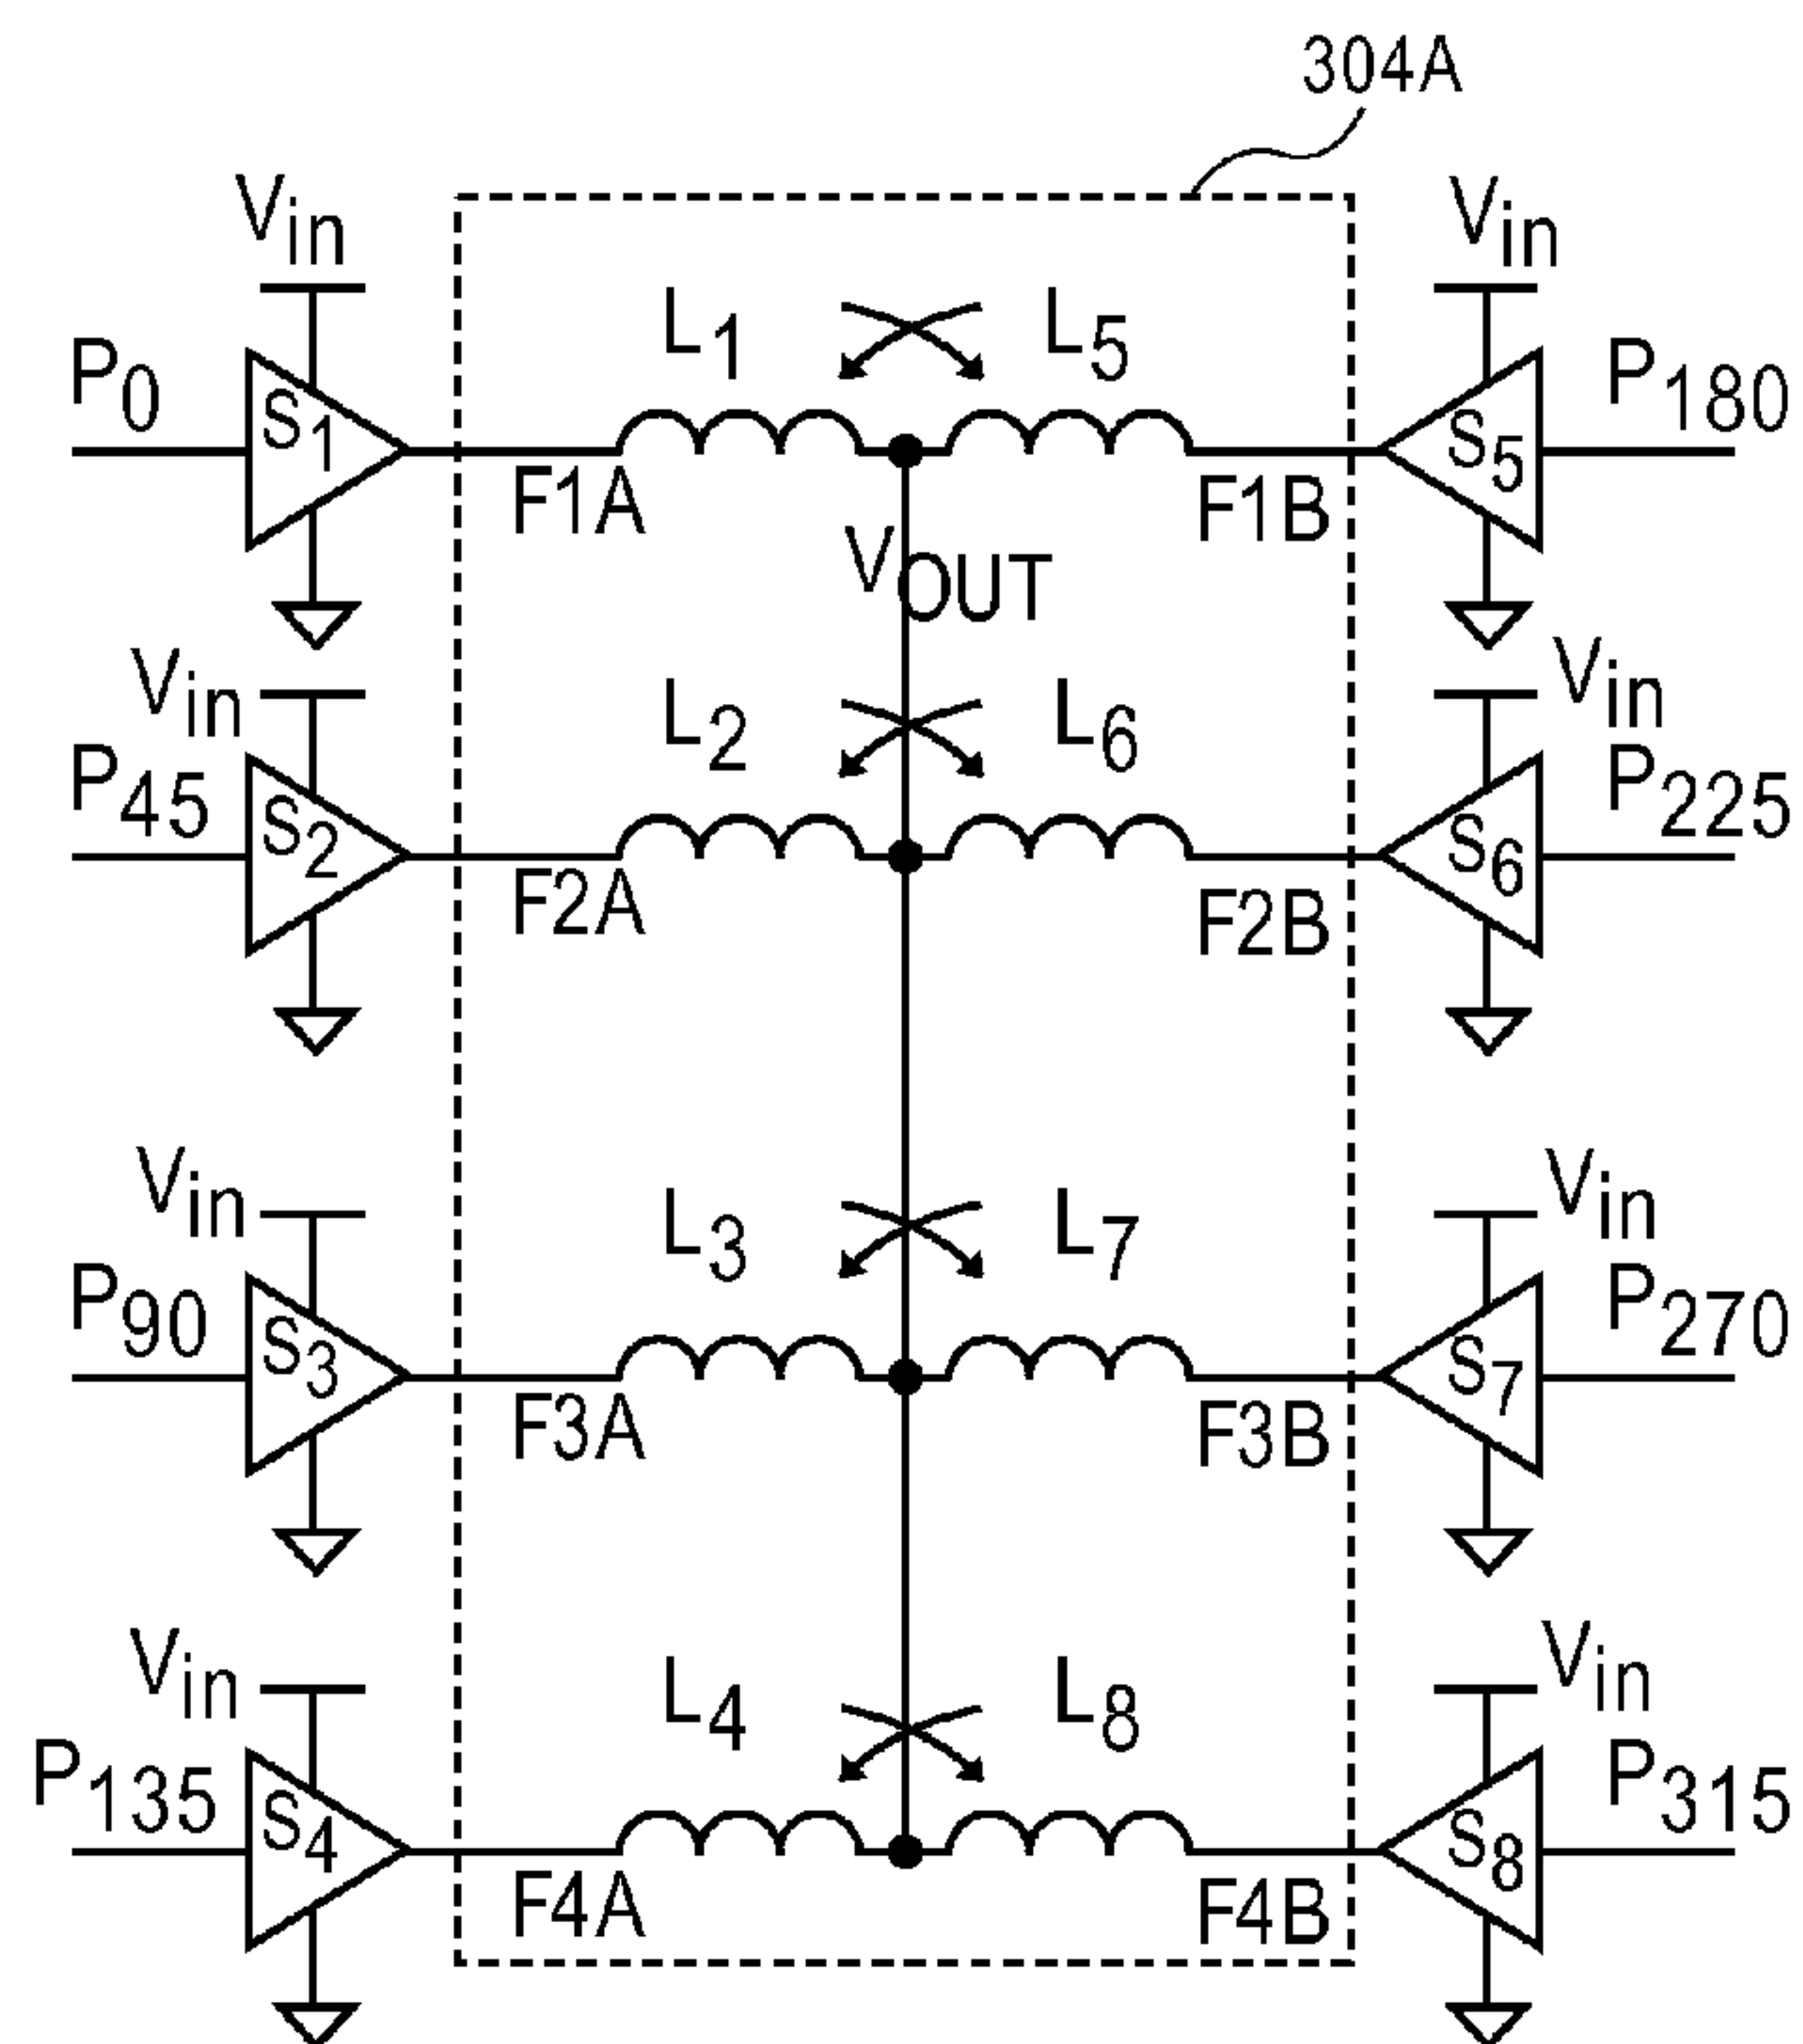 304A
Vin Vin
L1 L5
P0 S1 S5 P180
F1A F1B
VOUT
Vin Vin
L2 L6
P45 S2 S6 P225
F2A F2B
Vin Vin
L3 L7
P90 S3 S7 P270
F3A F3B
Vin Vin
L4 L8
P135 S4 S8 P315
F4A F4B